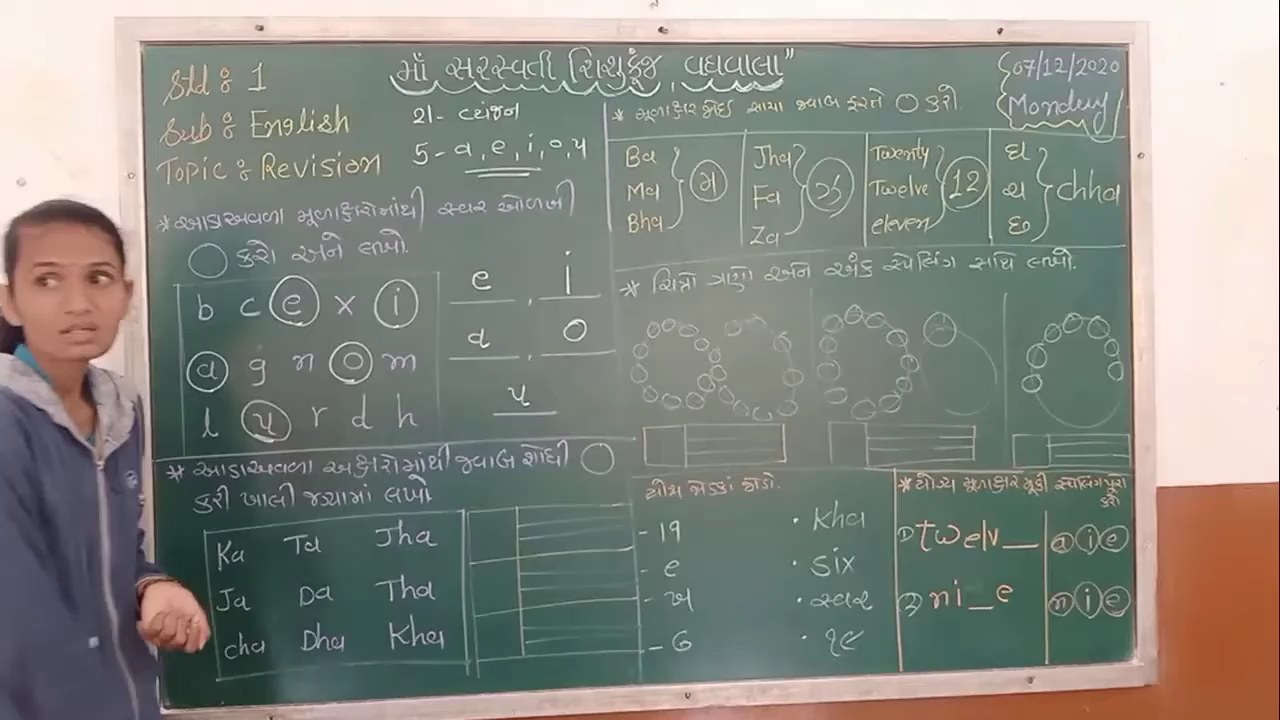 માઁ સરસ્વતી શિશુકુંજ, વઘવાલા"
Std : 1
Sub : English
Topic : Revision
21- વ્યંજન
5 - a, e, i, o, u
07/12/2020
Monday
* આડાઅવળા મૂળાક્ષરોમાંથી સ્વર ઓળખી
○ કરો અને લખો.
b c e x i
a g n o m
l u r d h
e , i
a , o
u
* આડાઅવળા અક્ષરોમાંથી જવાબ શોધી ○
કરી ખાલી જગ્યામાં લખો
Ka Ta Jha
Ja Da Tha
cha Dha Kha
* મૂળાક્ષર જોઈ સાચા જવાબ ફરતે ○ કરો.
Ba
Ma
Bha
મ
Jha
Fa
Za
ઝ
Twenty
Twelve
eleven
12
ઘ
ચ
છ
chha
* ચિત્રો ગણો અને અંક સ્પેલિંગ સાથે લખો.
યોગ્ય જોડકાં જોડો.
- 19 • Kha
- e • six
- ખ • સ્વર
- 6 • ૧૯
* યોગ્ય મૂળાક્ષર મૂકી સ્પેલિંગ પુરો
કરો
1) twelv_ a i e
2) ni_e n i e